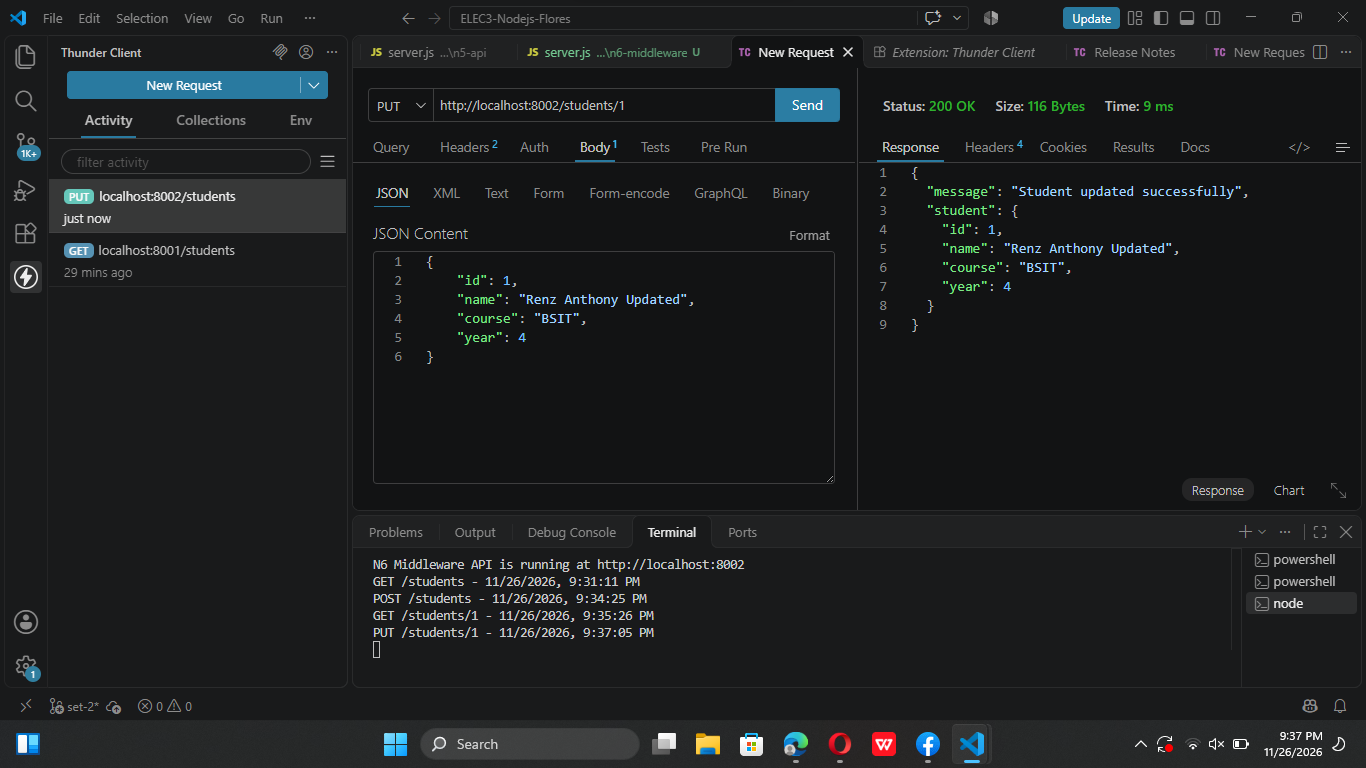 File Edit Selection View Go Run ···
ELEC3-Nodejs-Flores
Update
Thunder Client
New Request
Activity Collections Env
filter activity
PUT localhost:8002/students
just now
GET localhost:8001/students
29 mins ago
1K+
1
JS server.js ...\n5-api
JS server.js ...\n6-middleware U
TC New Request
Extension: Thunder Client
TC Release Notes
TC New Reques
PUT http://localhost:8002/students/1 Send
Query Headers 2 Auth Body 1 Tests Pre Run
JSON XML Text Form Form-encode GraphQL Binary
JSON Content Format
1 {
2 "id": 1,
3 "name": "Renz Anthony Updated",
4 "course": "BSIT",
5 "year": 4
6 }
Status: 200 OK Size: 116 Bytes Time: 9 ms
Response Headers 4 Cookies Results Docs </>
1 {
2 "message": "Student updated successfully",
3 "student": {
4 "id": 1,
5 "name": "Renz Anthony Updated",
6 "course": "BSIT",
7 "year": 4
8 }
9 }
Response Chart
Problems Output Debug Console Terminal Ports
N6 Middleware API is running at http://localhost:8002
GET /students - 11/26/2026, 9:31:11 PM
POST /students - 11/26/2026, 9:34:25 PM
GET /students/1 - 11/26/2026, 9:35:26 PM
PUT /students/1 - 11/26/2026, 9:37:05 PM
powershell
powershell
node
set-2* 0 0
Search
W
9:37 PM
11/26/2026